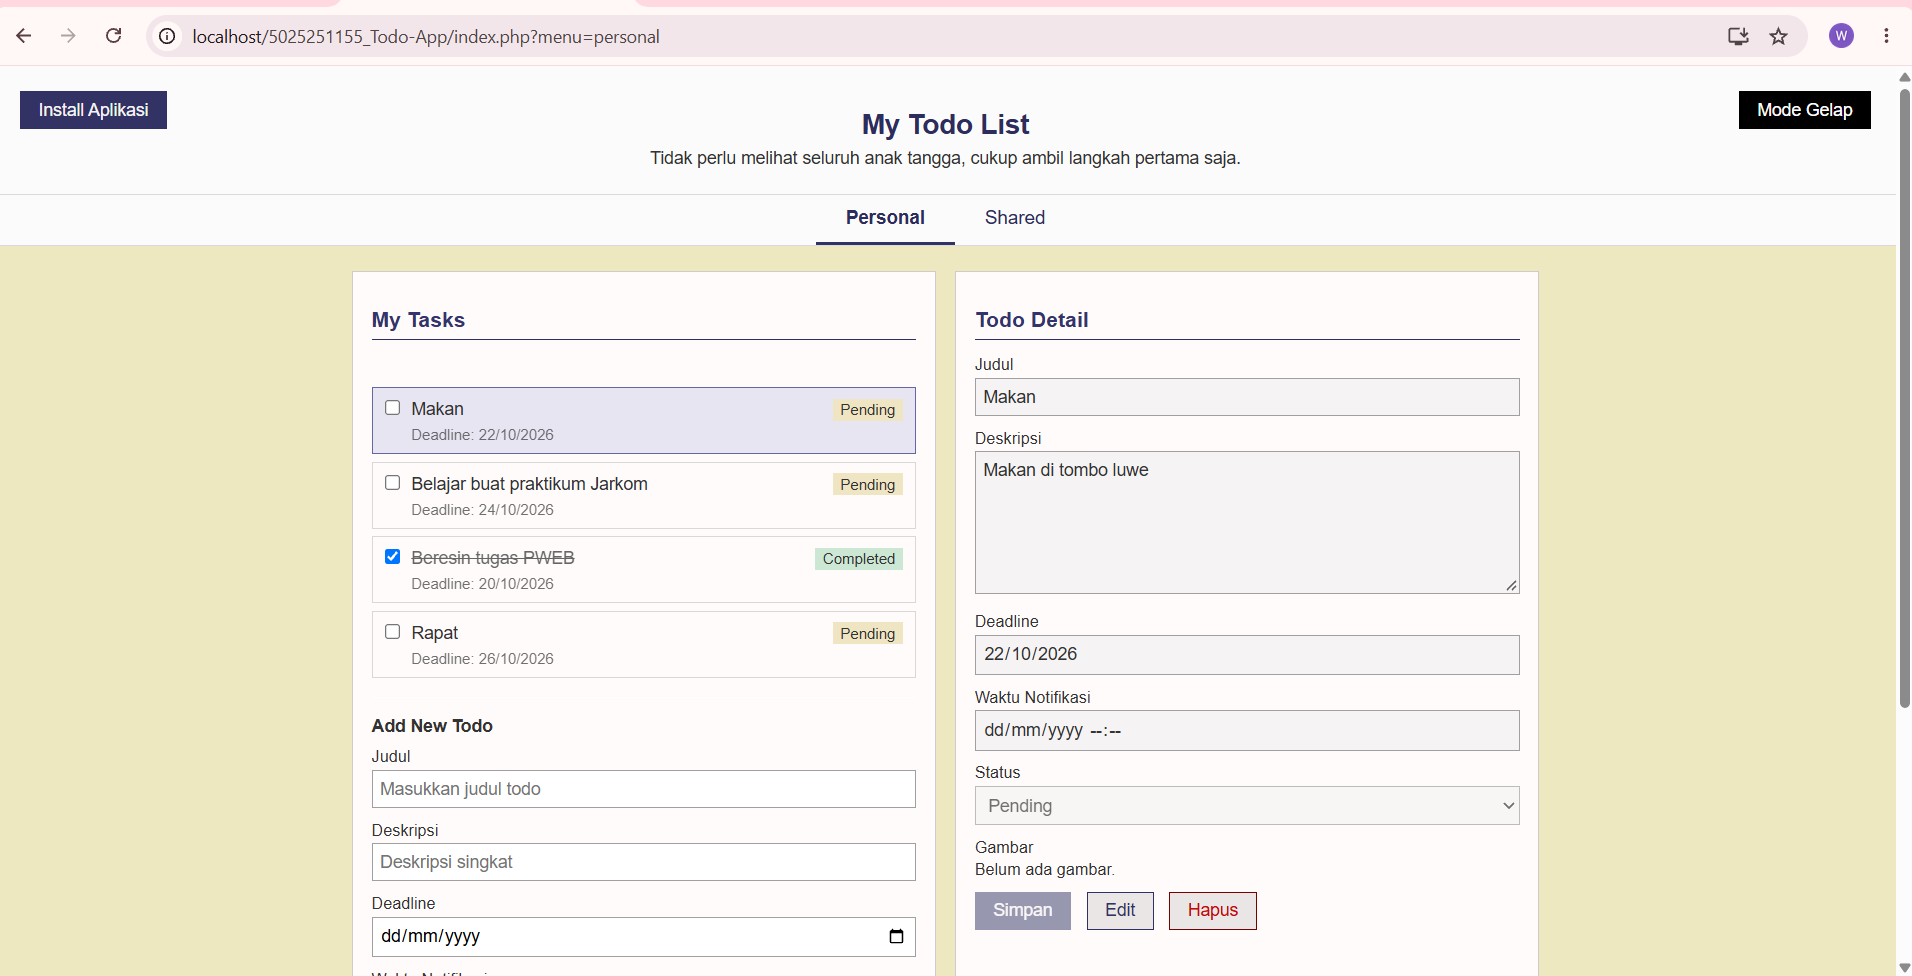 localhost/5025251155_Todo-App/index.php?menu=personal
W
Install Aplikasi
My Todo List
Mode Gelap
Tidak perlu melihat seluruh anak tangga, cukup ambil langkah pertama saja.
Personal
Shared
My Tasks
Makan
Pending
Deadline: 22/10/2026
Belajar buat praktikum Jarkom
Pending
Deadline: 24/10/2026
Beresin tugas PWEB
Completed
Deadline: 20/10/2026
Rapat
Pending
Deadline: 26/10/2026
Add New Todo
Judul
Masukkan judul todo
Deskripsi
Deskripsi singkat
Deadline
dd/mm/yyyy
Todo Detail
Judul
Makan
Deskripsi
Makan di tombo luwe
Deadline
22/10/2026
Waktu Notifikasi
dd/mm/yyyy --:--
Status
Pending
Gambar
Belum ada gambar.
Simpan
Edit
Hapus